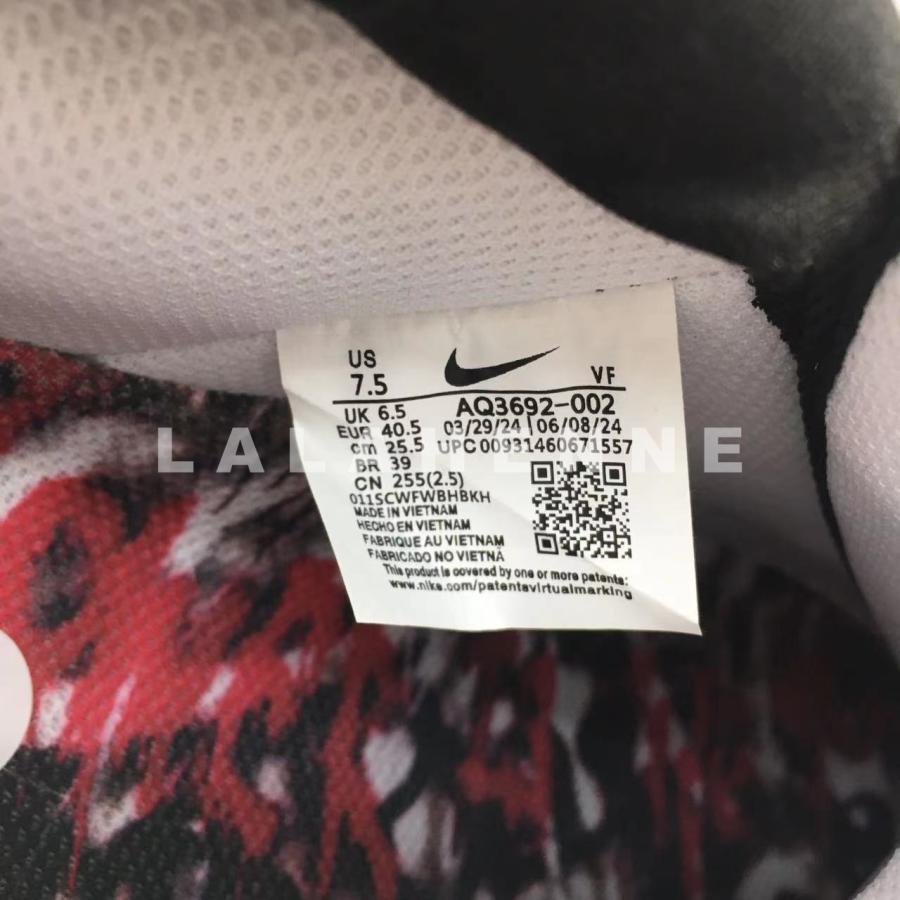 US
7.5
VF
UK 6.5
EUR 40.5
cm 25.5
BR 39
CN 255(2.5)
AQ3692-002
03/29/24 | 06/08/24
UPC 00931460671557
011SCWFWBHBKH
MADE IN VIETNAM
HECHO EN VIETNAM
FABRIQUE AU VIETNAM
FABRICADO NO VIETNÃ
This product is covered by one or more patents:
www.nike.com/patentsvirtualmarking